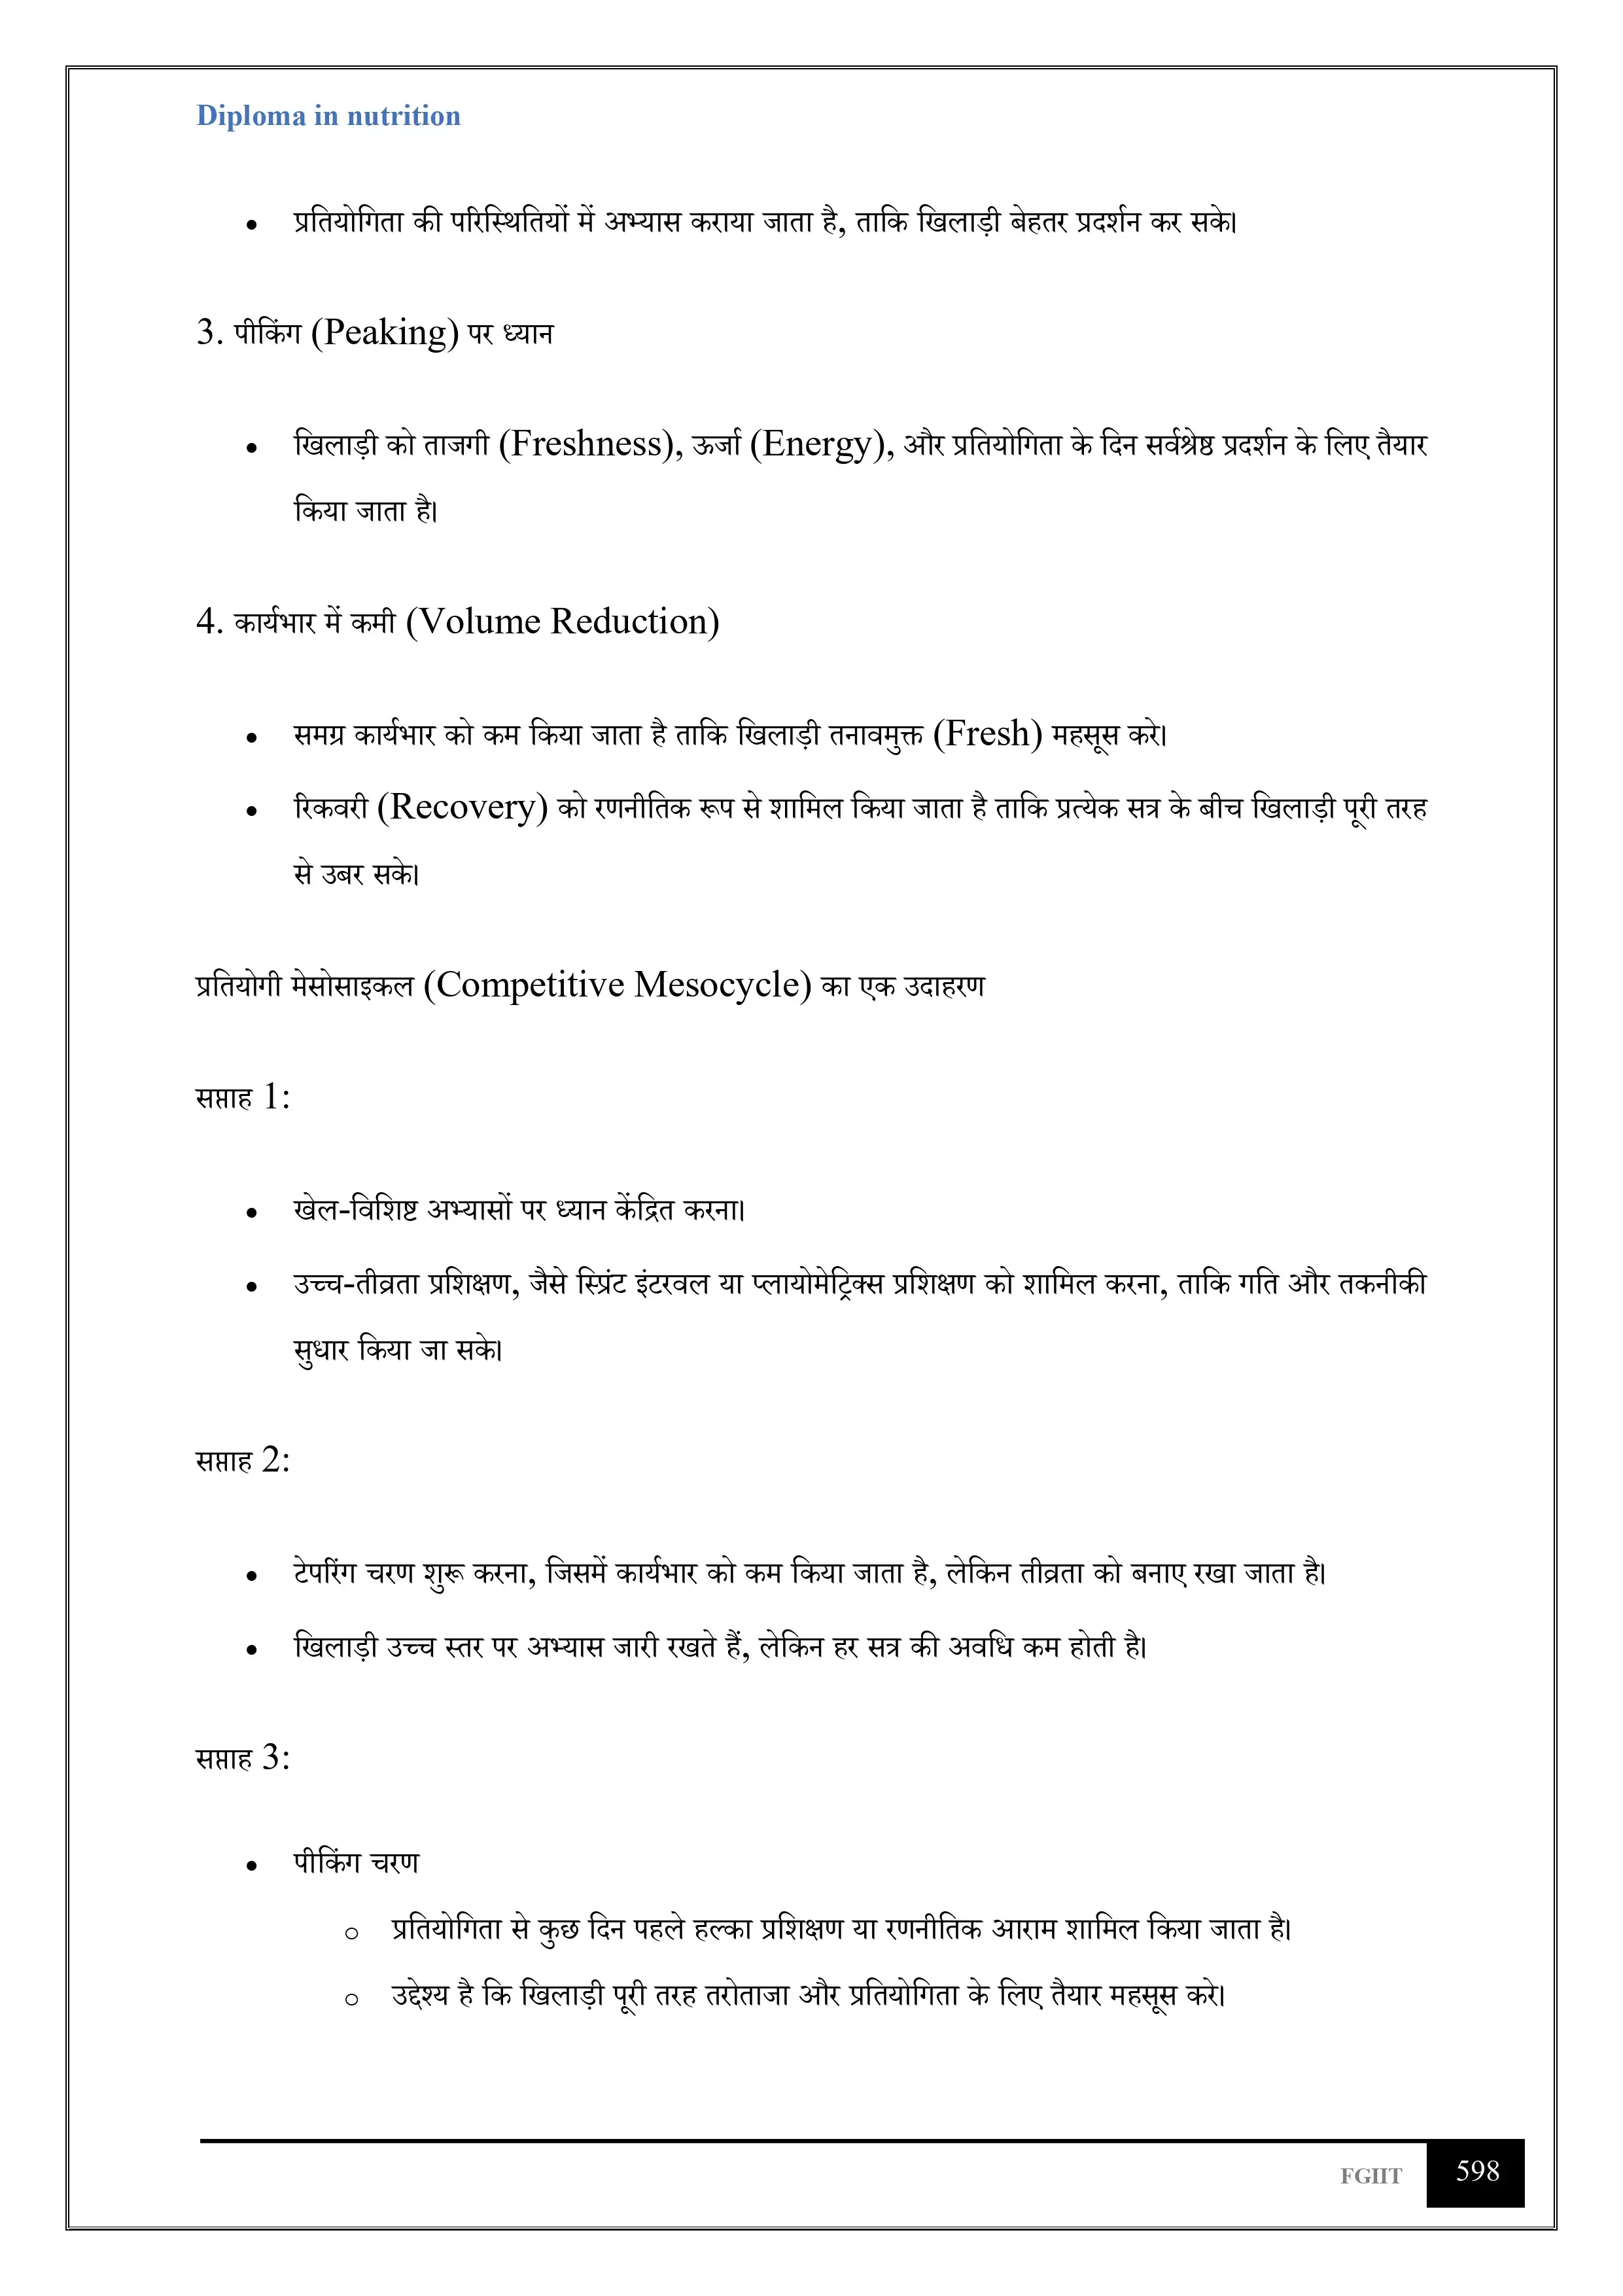 Diploma in nutrition
• प्रतियोगिता की परिस्थितियों में अभ्यास कराया जाता है, ताकि खिलाड़ी बेहतर प्रदर्शन कर सके।
3. पीकिंग (Peaking) पर ध्यान
• खिलाड़ी को ताजगी (Freshness), ऊर्जा (Energy), और प्रतियोगिता के दिन सर्वश्रेष्ठ प्रदर्शन के लिए तैयार
किया जाता है।
4. कार्यभार में कमी (Volume Reduction)
• समग्र कार्यभार को कम किया जाता है ताकि खिलाड़ी तनावमुक्त (Fresh) महसूस करे।
• रिकवरी (Recovery) को रणनीतिक रूप से शामिल किया जाता है ताकि प्रत्येक सत्र के बीच खिलाड़ी पूरी तरह
से उबर सके।
प्रतियोगी मेसोसाइकल (Competitive Mesocycle) का एक उदाहरण
सप्ताह 1:
• खेल-विशिष्ट अभ्यासों पर ध्यान केंद्रित करना।
• उच्च-तीव्रता प्रशिक्षण, जैसे स्प्रिंट इंटरवल या प्लायोमेट्रिक्स प्रशिक्षण को शामिल करना, ताकि गति और तकनीकी
सुधार किया जा सके।
सप्ताह 2:
• टेपरिंग चरण शुरू करना, जिसमें कार्यभार को कम किया जाता है, लेकिन तीव्रता को बनाए रखा जाता है।
• खिलाड़ी उच्च स्तर पर अभ्यास जारी रखते हैं, लेकिन हर सत्र की अवधि कम होती है।
सप्ताह 3:
• पीकिंग चरण
○ प्रतियोगिता से कुछ दिन पहले हल्का प्रशिक्षण या रणनीतिक आराम शामिल किया जाता है।
○ उद्देश्य है कि खिलाड़ी पूरी तरह तरोताजा और प्रतियोगिता के लिए तैयार महसूस करे।
FGIIT 598